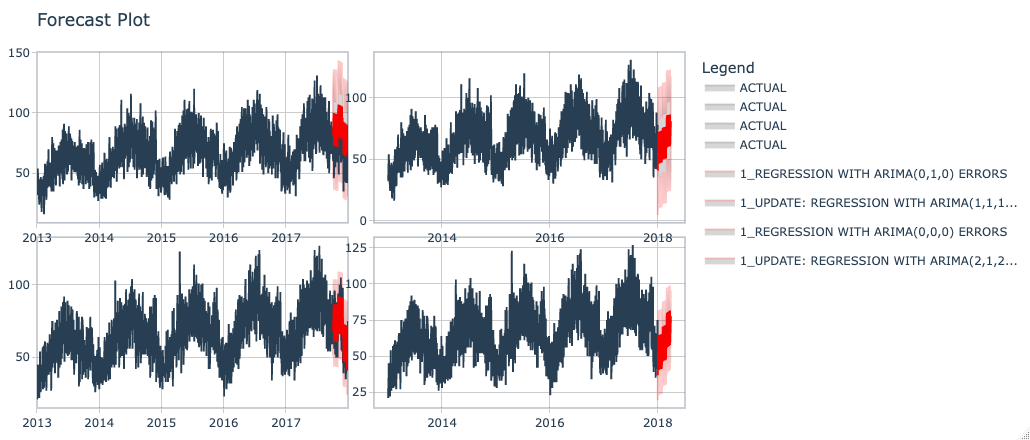 Forecast Plot
150
100
50
2013 2014 2015 2016 2017
100
50
0
2014 2016 2018
100
50
2013 2014 2015 2016 2017
125
100
75
50
25
2014 2016 2018
Legend
ACTUAL
ACTUAL
ACTUAL
ACTUAL
1_REGRESSION WITH ARIMA(0,1,0) ERRORS
1_UPDATE: REGRESSION WITH ARIMA(1,1,1...
1_REGRESSION WITH ARIMA(0,0,0) ERRORS
1_UPDATE: REGRESSION WITH ARIMA(2,1,2...